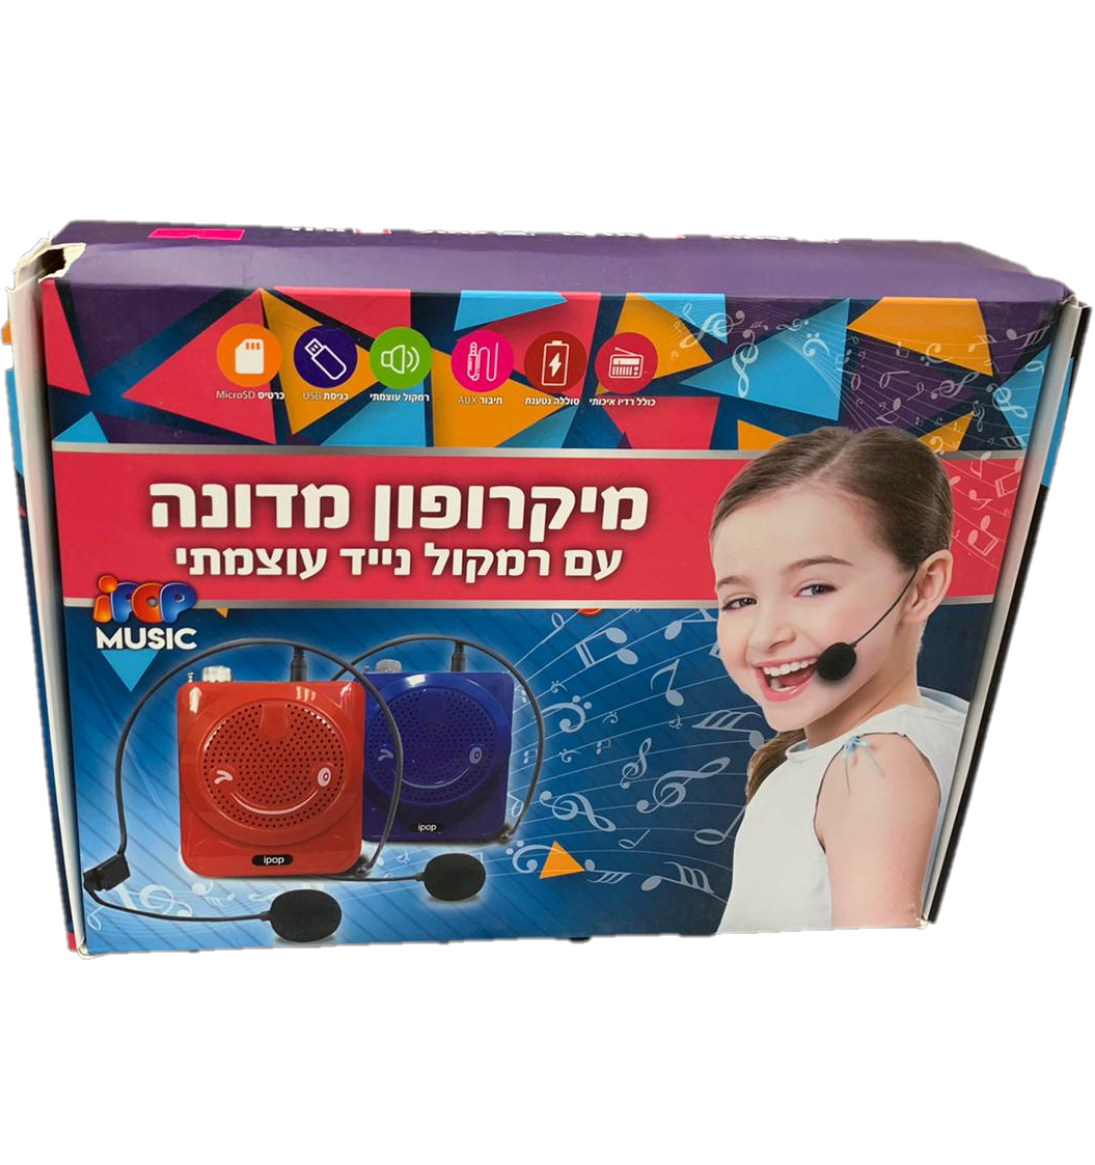 כולל רדיו איכותי
סוללה נטענת
חיבור AUX
רמקול עוצמתי
כניסת USB
כרטיס MicroSD
מיקרופון מדונה
עם רמקול נייד עוצמתי
iPOP
MUSIC
ipop
ipop